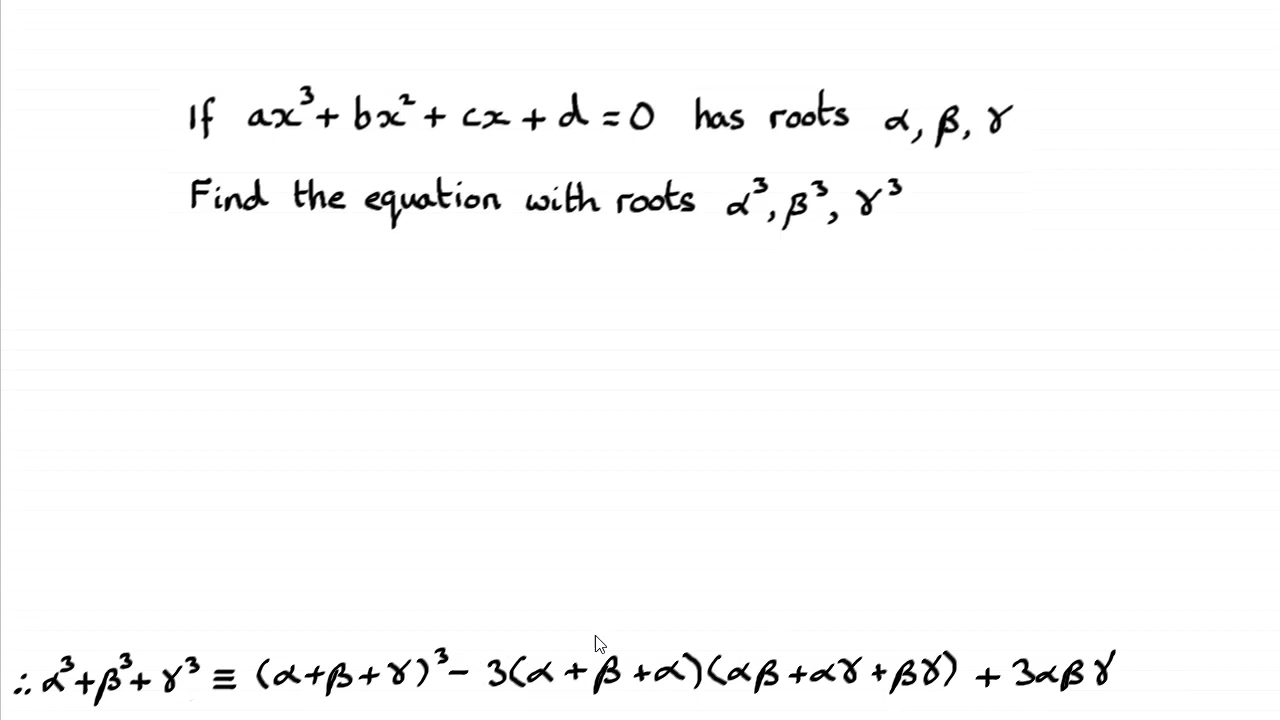 If ax³ + bx² + cx + d = 0 has roots α, β, γ
Find the equation with roots α³, β³, γ³
∴ α³+β³+γ³ ≡ (α+β+γ)³ - 3(α+β+α)(αβ+αγ+βγ) + 3αβγ